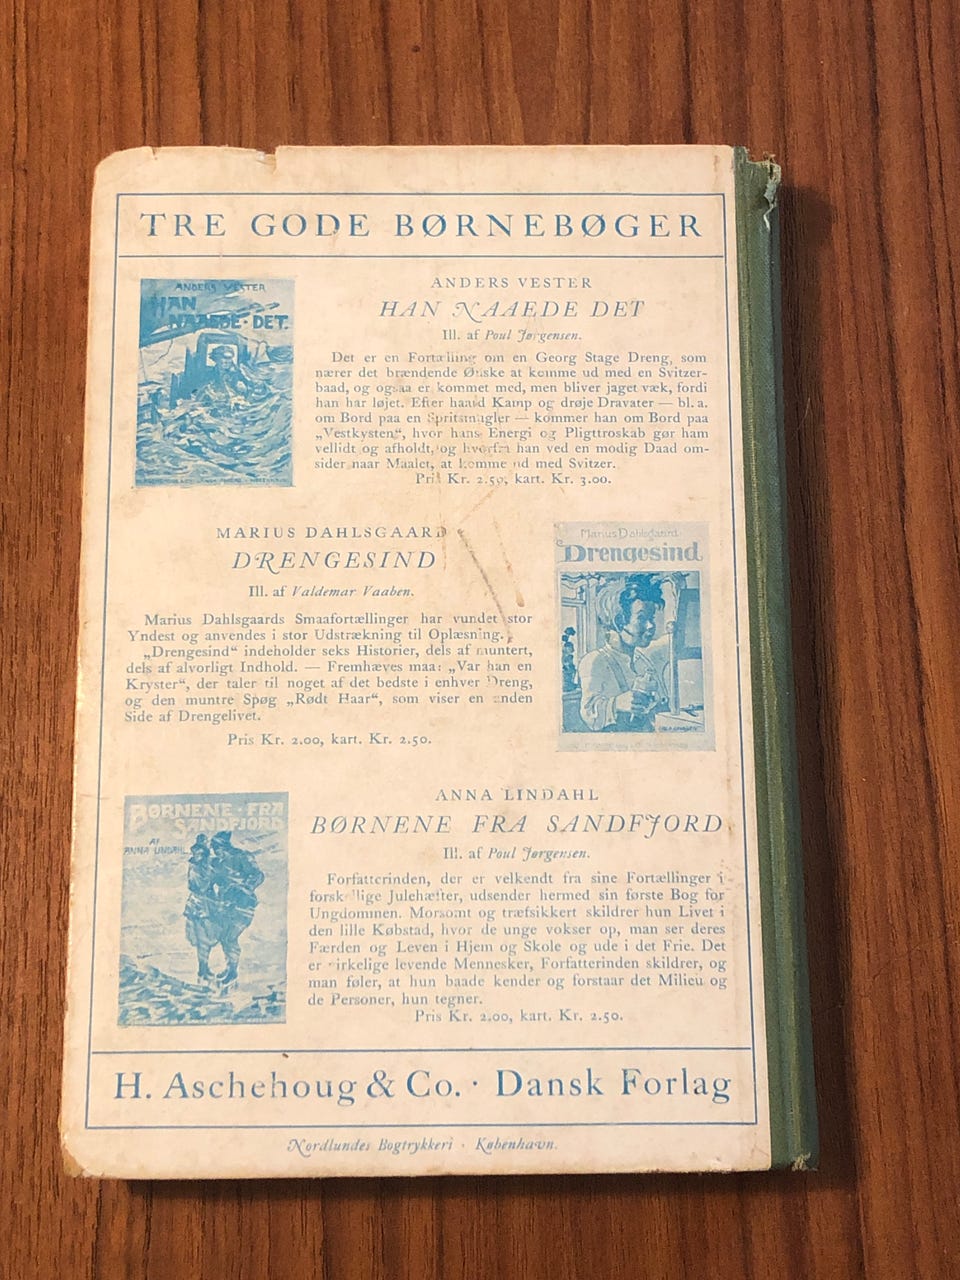 TRE GODE BØRNEBØGER
ANDERS VESTER
HAN
NAAEDE · DET.
ANDERS VESTER
HAN NAAEDE DET
Ill. af Poul Jørgensen.
Det er en Fortælling om en Georg Stage Dreng, som
nærer det brændende Ønske at komme ud med en Svitzer-
baad, og ogsaa er kommet med, men bliver jaget væk, fordi
han har løjet. Efter haard Kamp og drøje Dravater — bl. a.
om Bord paa en Spritsmugler — kommer han om Bord paa
„Vestkysten“, hvor hans Energi og Pligttroskab gør ham
vellidt og afholdt, og hvorfra han ved en modig Daad om-
sider naar Maalet, at komme ud med Svitzer.
Pris Kr. 2.50, kart. Kr. 3.00.
MARIUS DAHLSGAARD
DRENGESIND
Ill. af Valdemar Vaaben.
Marius Dahlsgaards Smaafortællinger har vundet stor
Yndest og anvendes i stor Udstrækning til Oplæsning.
„Drengesind“ indeholder seks Historier, dels af muntert,
dels af alvorligt Indhold. — Fremhæves maa: „Var han en
Kryster“, der taler til noget af det bedste i enhver Dreng,
og den muntre Spøg „Rødt Haar“, som viser en anden
Side af Drengelivet.
Pris Kr. 2.00, kart. Kr. 2.50.
Marius Dahlsgaard
Drengesind
BØRNENE · FRA
SANDFJORD
AF
ANNA LINDAHL
ANNA LINDAHL
BØRNENE FRA SANDFJORD
Ill. af Poul Jørgensen.
Forfatterinden, der er velkendt fra sine Fortællinger i
forskellige Julehæfter, udsender hermed sin første Bog for
Ungdommen. Morsomt og træfsikkert skildrer hun Livet i
den lille Købstad, hvor de unge vokser op, man ser deres
Færden og Leven i Hjem og Skole og ude i det Frie. Det
er virkelige levende Mennesker, Forfatterinden skildrer, og
man føler, at hun baade kender og forstaar det Milieu og
de Personer, hun tegner.
Pris Kr. 2.00, kart. Kr. 2.50.
H. Aschehoug & Co. · Dansk Forlag
Nordlundes Bogtrykkeri · København.